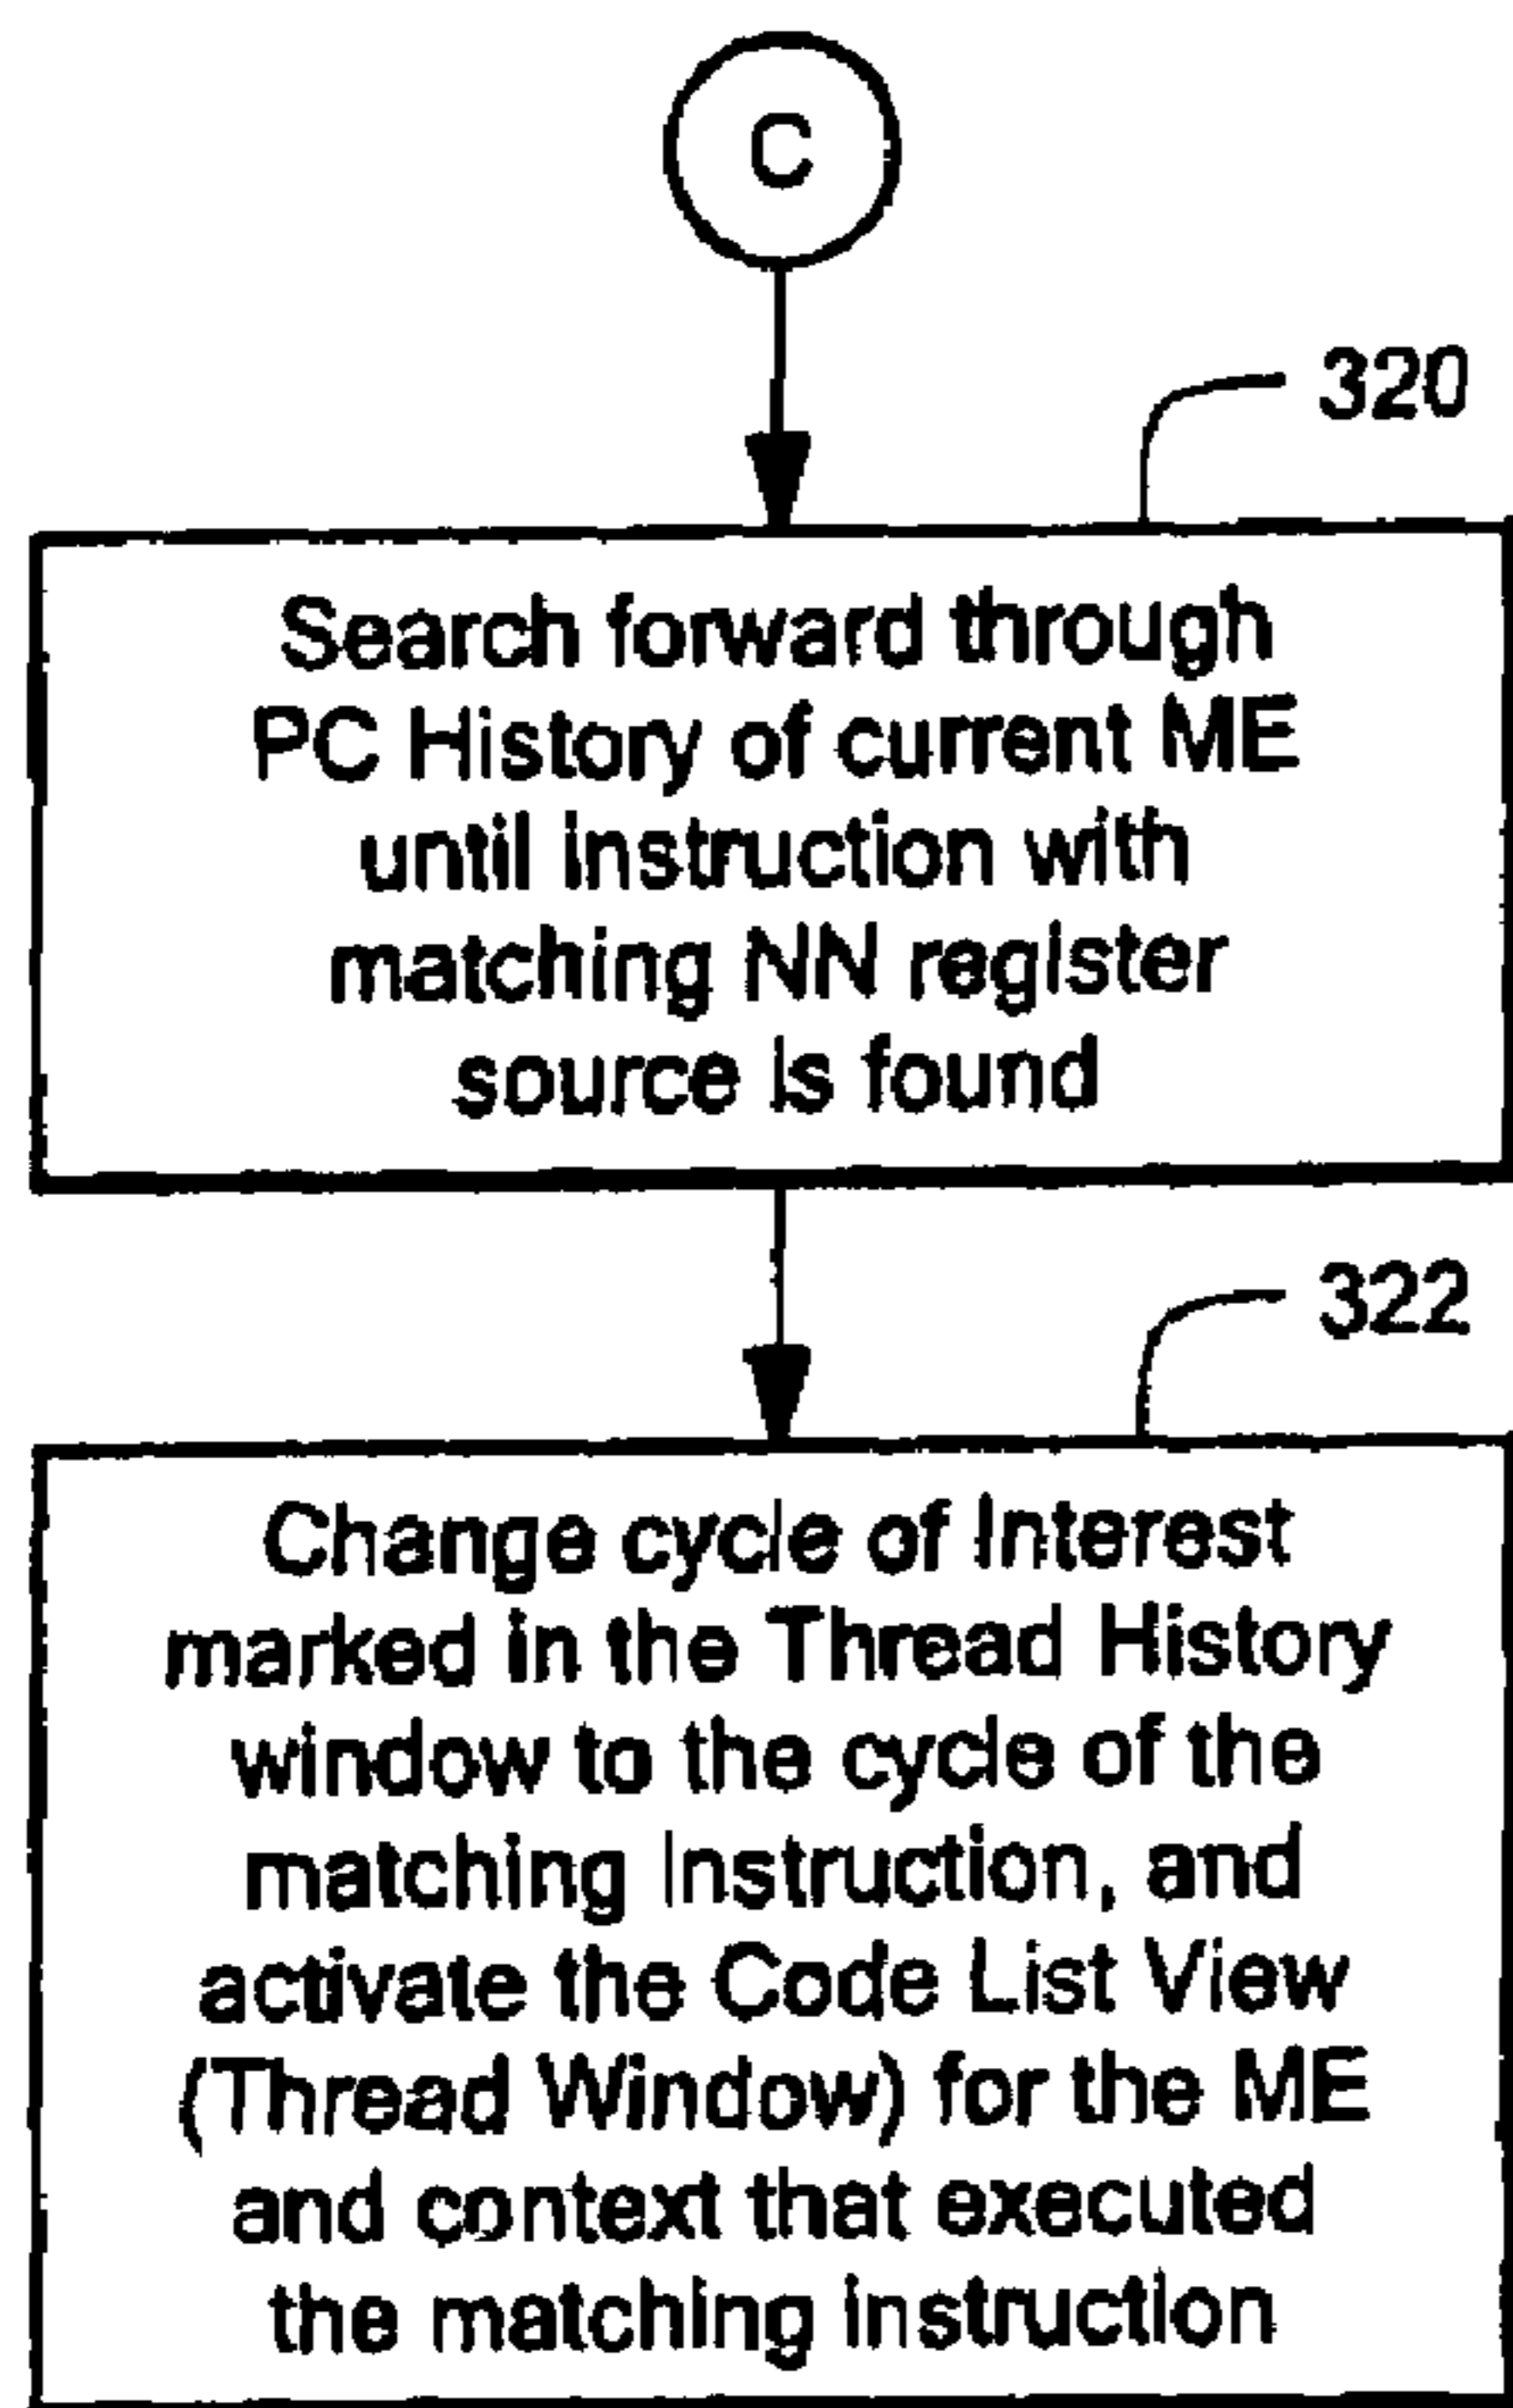 C
320
Search forward through
PC History of current ME
until instruction with
matching NN register
source is found
322
Change cycle of Interest
marked in the Thread History
window to the cycle of the
matching Instruction, and
activate the Code List View
(Thread Window) for the ME
and context that executed
the matching instruction